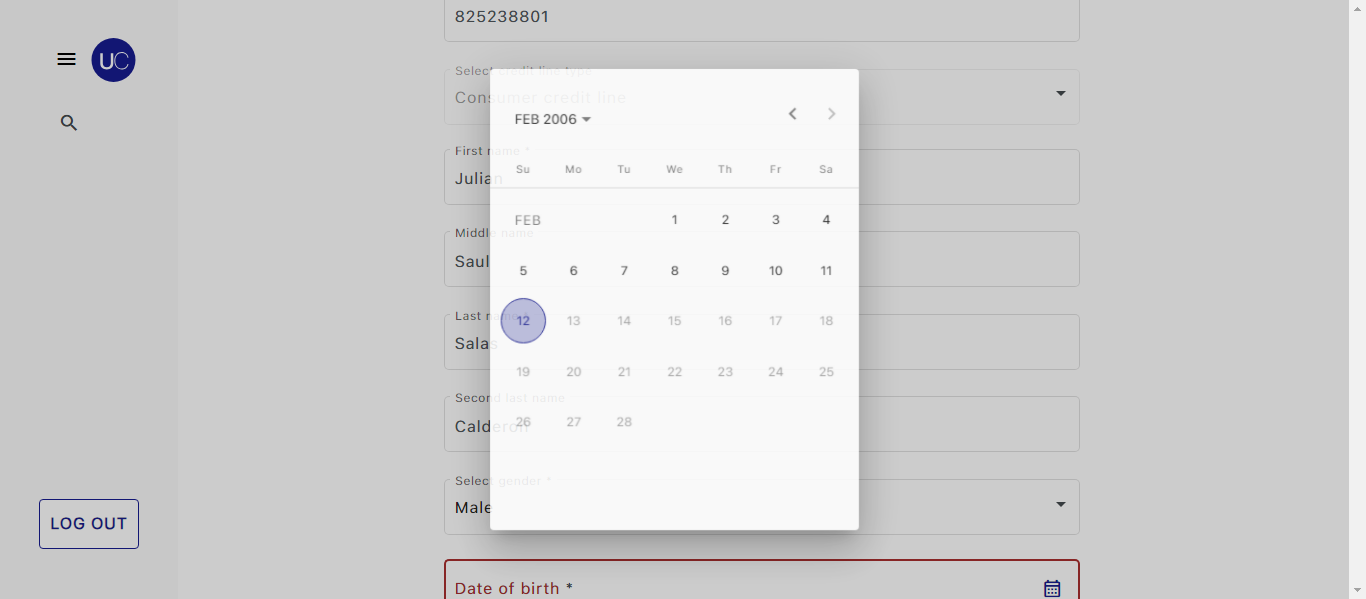 825238801
UC
Select credit line type
Consumer credit line
FEB 2006
First name *
Su Mo Tu We Th Fr Sa
Julian
FEB 1 2 3 4
Middle name
Saul
5 6 7 8 9 10 11
Last name
12 13 14 15 16 17 18
Salas
19 20 21 22 23 24 25
Second last name
26 27 28
Calderon
Select gender *
Male
LOG OUT
Date of birth *